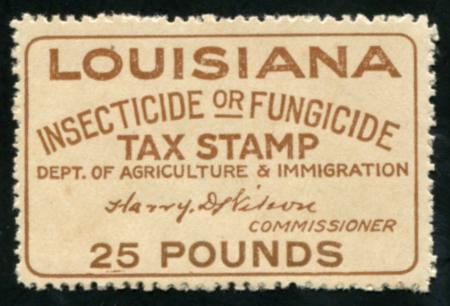 LOUISIANA
INSECTICIDE OR FUNGICIDE
TAX STAMP
DEPT. OF AGRICULTURE & IMMIGRATION
Harry D. Wilson
COMMISSIONER
25 POUNDS